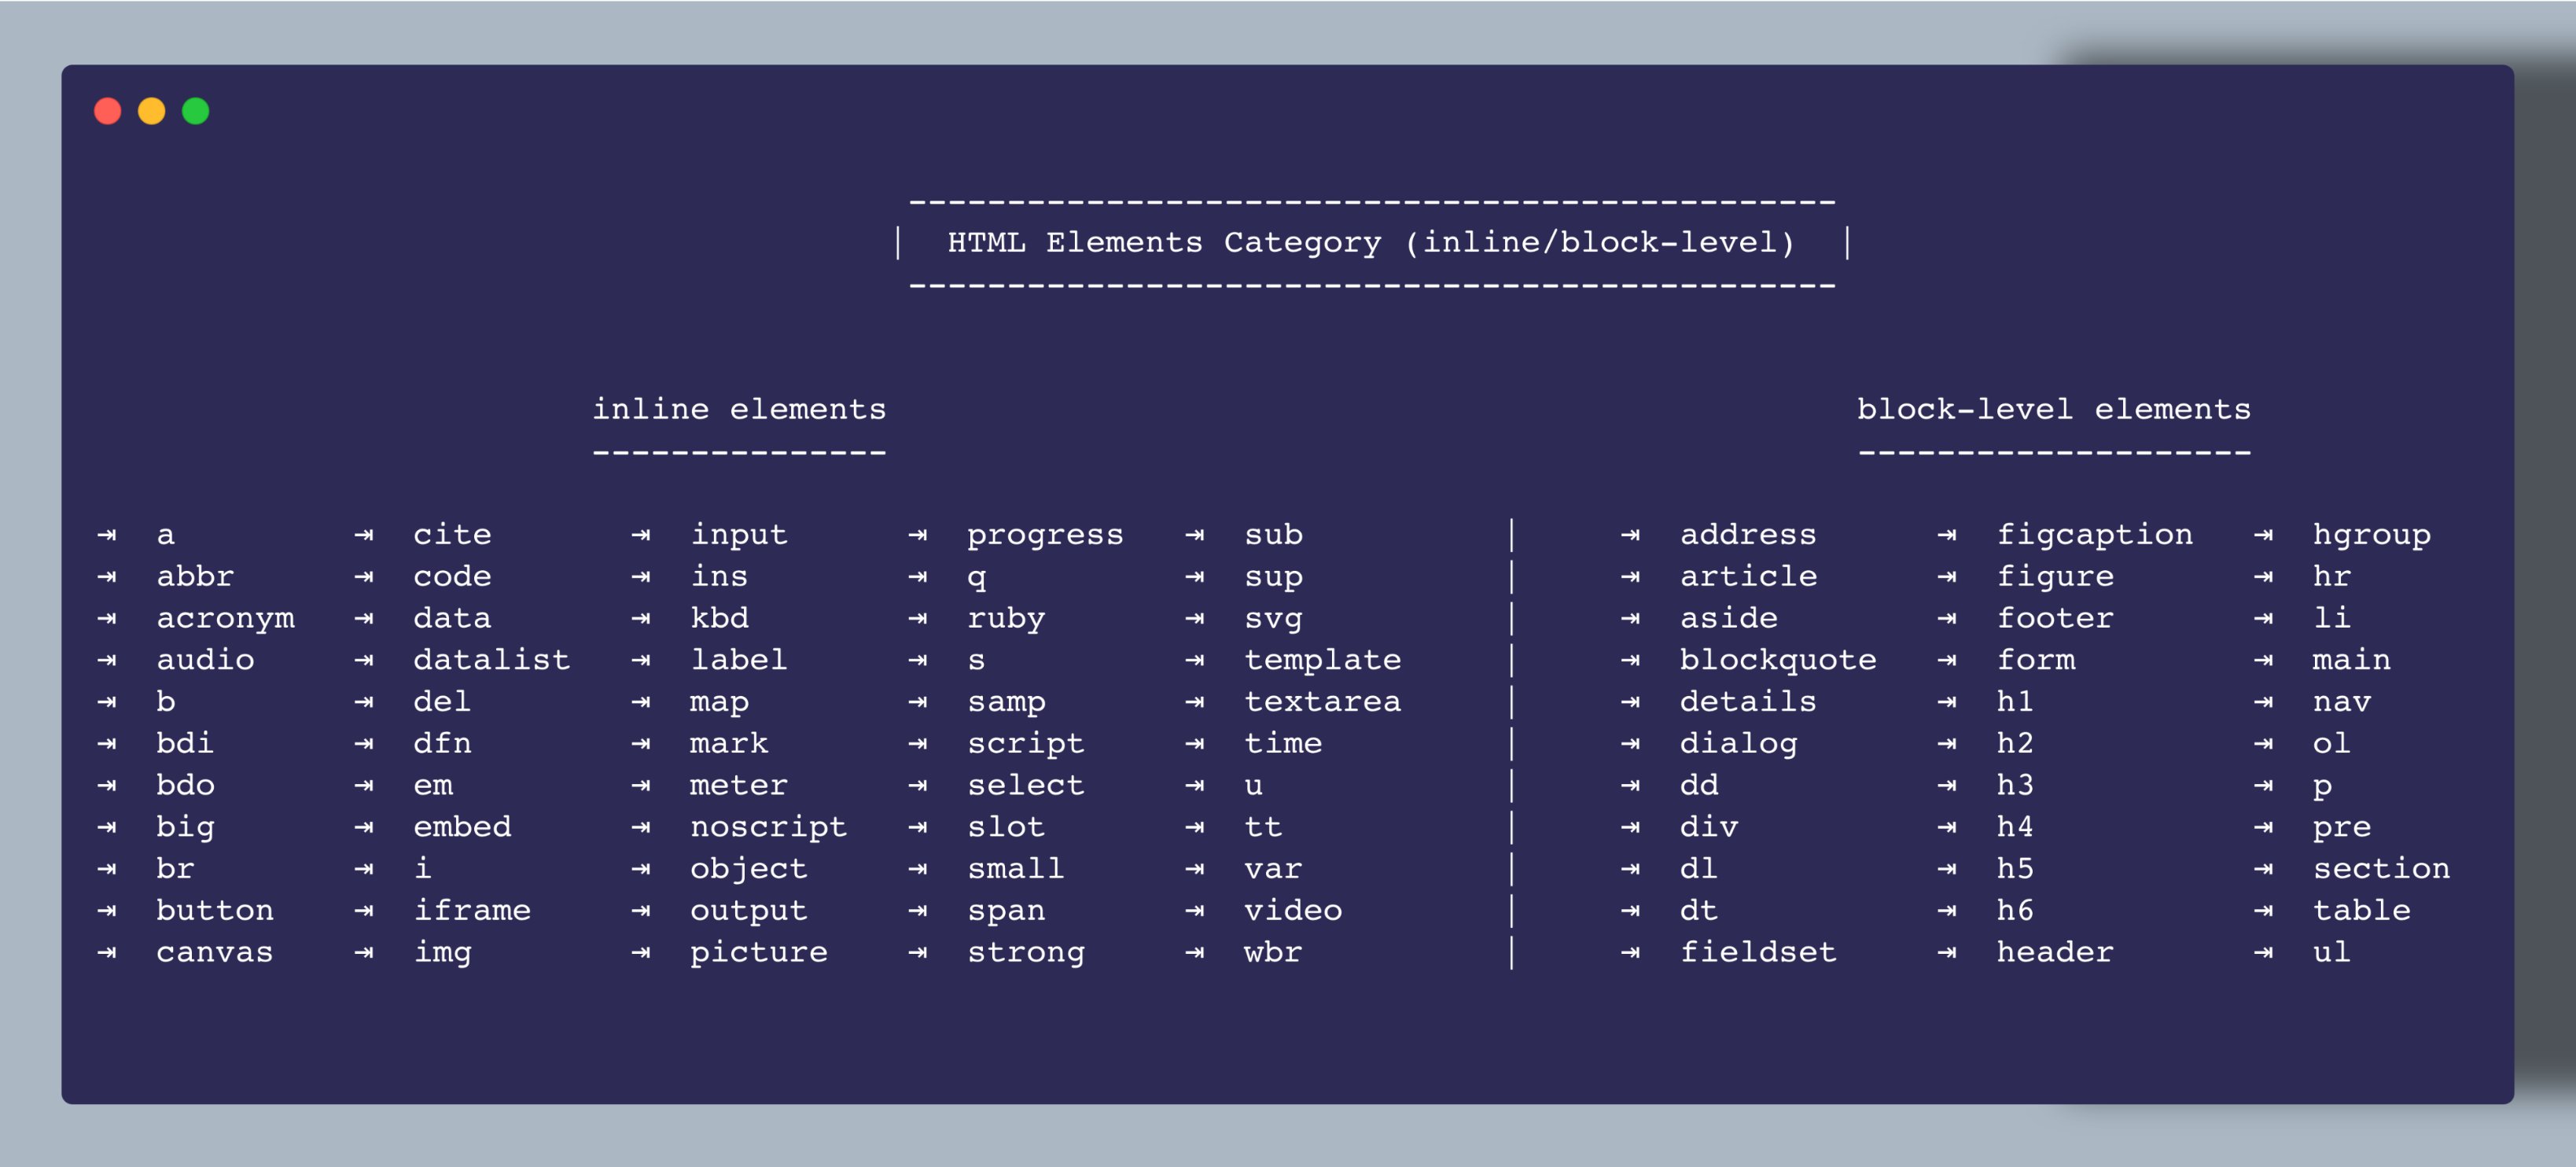 -----------------------------------------------
| HTML Elements Category (inline/block-level) |
-----------------------------------------------
inline elements block-level elements
--------------- --------------------
⇥ a ⇥ cite ⇥ input ⇥ progress ⇥ sub | ⇥ address ⇥ figcaption ⇥ hgroup
⇥ abbr ⇥ code ⇥ ins ⇥ q ⇥ sup | ⇥ article ⇥ figure ⇥ hr
⇥ acronym ⇥ data ⇥ kbd ⇥ ruby ⇥ svg | ⇥ aside ⇥ footer ⇥ li
⇥ audio ⇥ datalist ⇥ label ⇥ s ⇥ template | ⇥ blockquote ⇥ form ⇥ main
⇥ b ⇥ del ⇥ map ⇥ samp ⇥ textarea | ⇥ details ⇥ h1 ⇥ nav
⇥ bdi ⇥ dfn ⇥ mark ⇥ script ⇥ time | ⇥ dialog ⇥ h2 ⇥ ol
⇥ bdo ⇥ em ⇥ meter ⇥ select ⇥ u | ⇥ dd ⇥ h3 ⇥ p
⇥ big ⇥ embed ⇥ noscript ⇥ slot ⇥ tt | ⇥ div ⇥ h4 ⇥ pre
⇥ br ⇥ i ⇥ object ⇥ small ⇥ var | ⇥ dl ⇥ h5 ⇥ section
⇥ button ⇥ iframe ⇥ output ⇥ span ⇥ video | ⇥ dt ⇥ h6 ⇥ table
⇥ canvas ⇥ img ⇥ picture ⇥ strong ⇥ wbr | ⇥ fieldset ⇥ header ⇥ ul